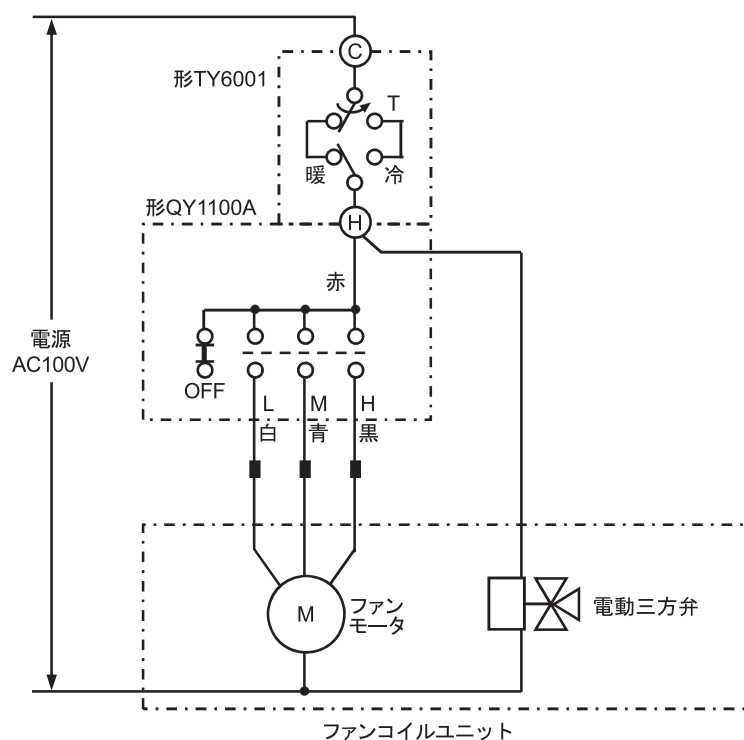 C
形TY6001
T
暖
冷
形QY1100A
H
赤
電源
AC100V
OFF
L
M
H
白
青
黒
M
ファン
モータ
電動三方弁
ファンコイルユニット